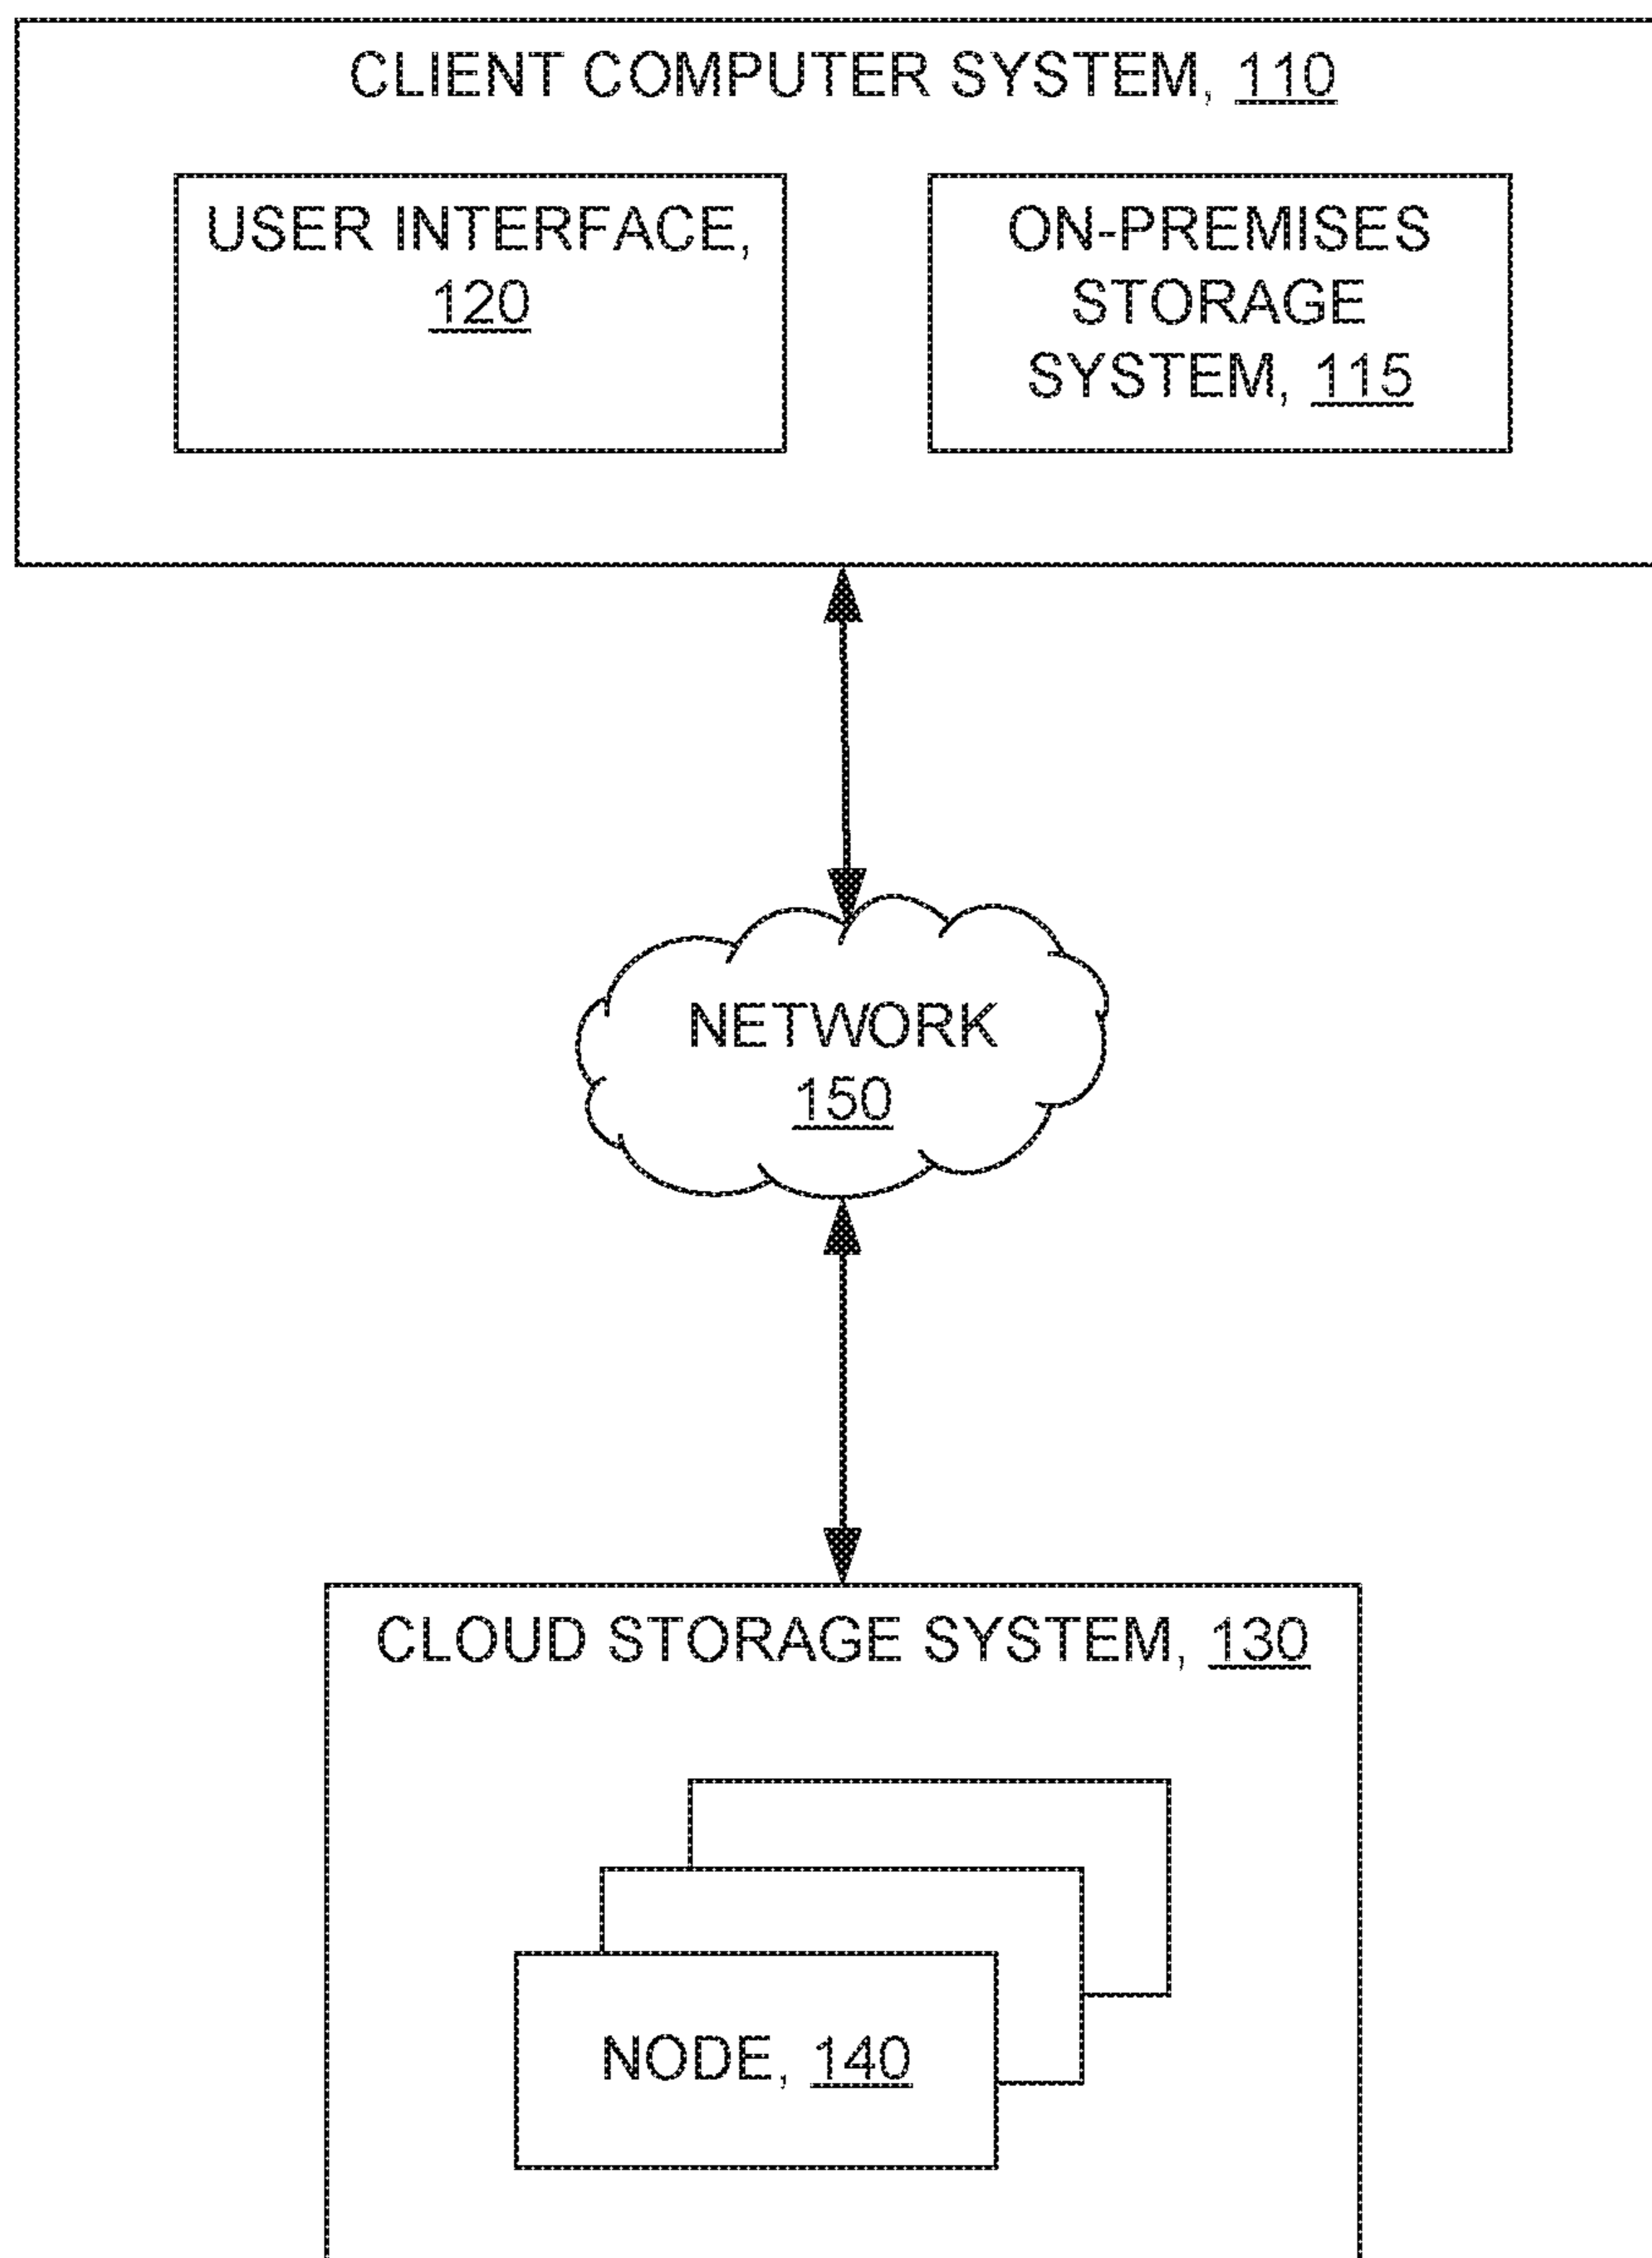 CLIENT COMPUTER SYSTEM, 110
USER INTERFACE,
120
ON-PREMISES
STORAGE
SYSTEM, 115
NETWORK
150
CLOUD STORAGE SYSTEM, 130
NODE, 140